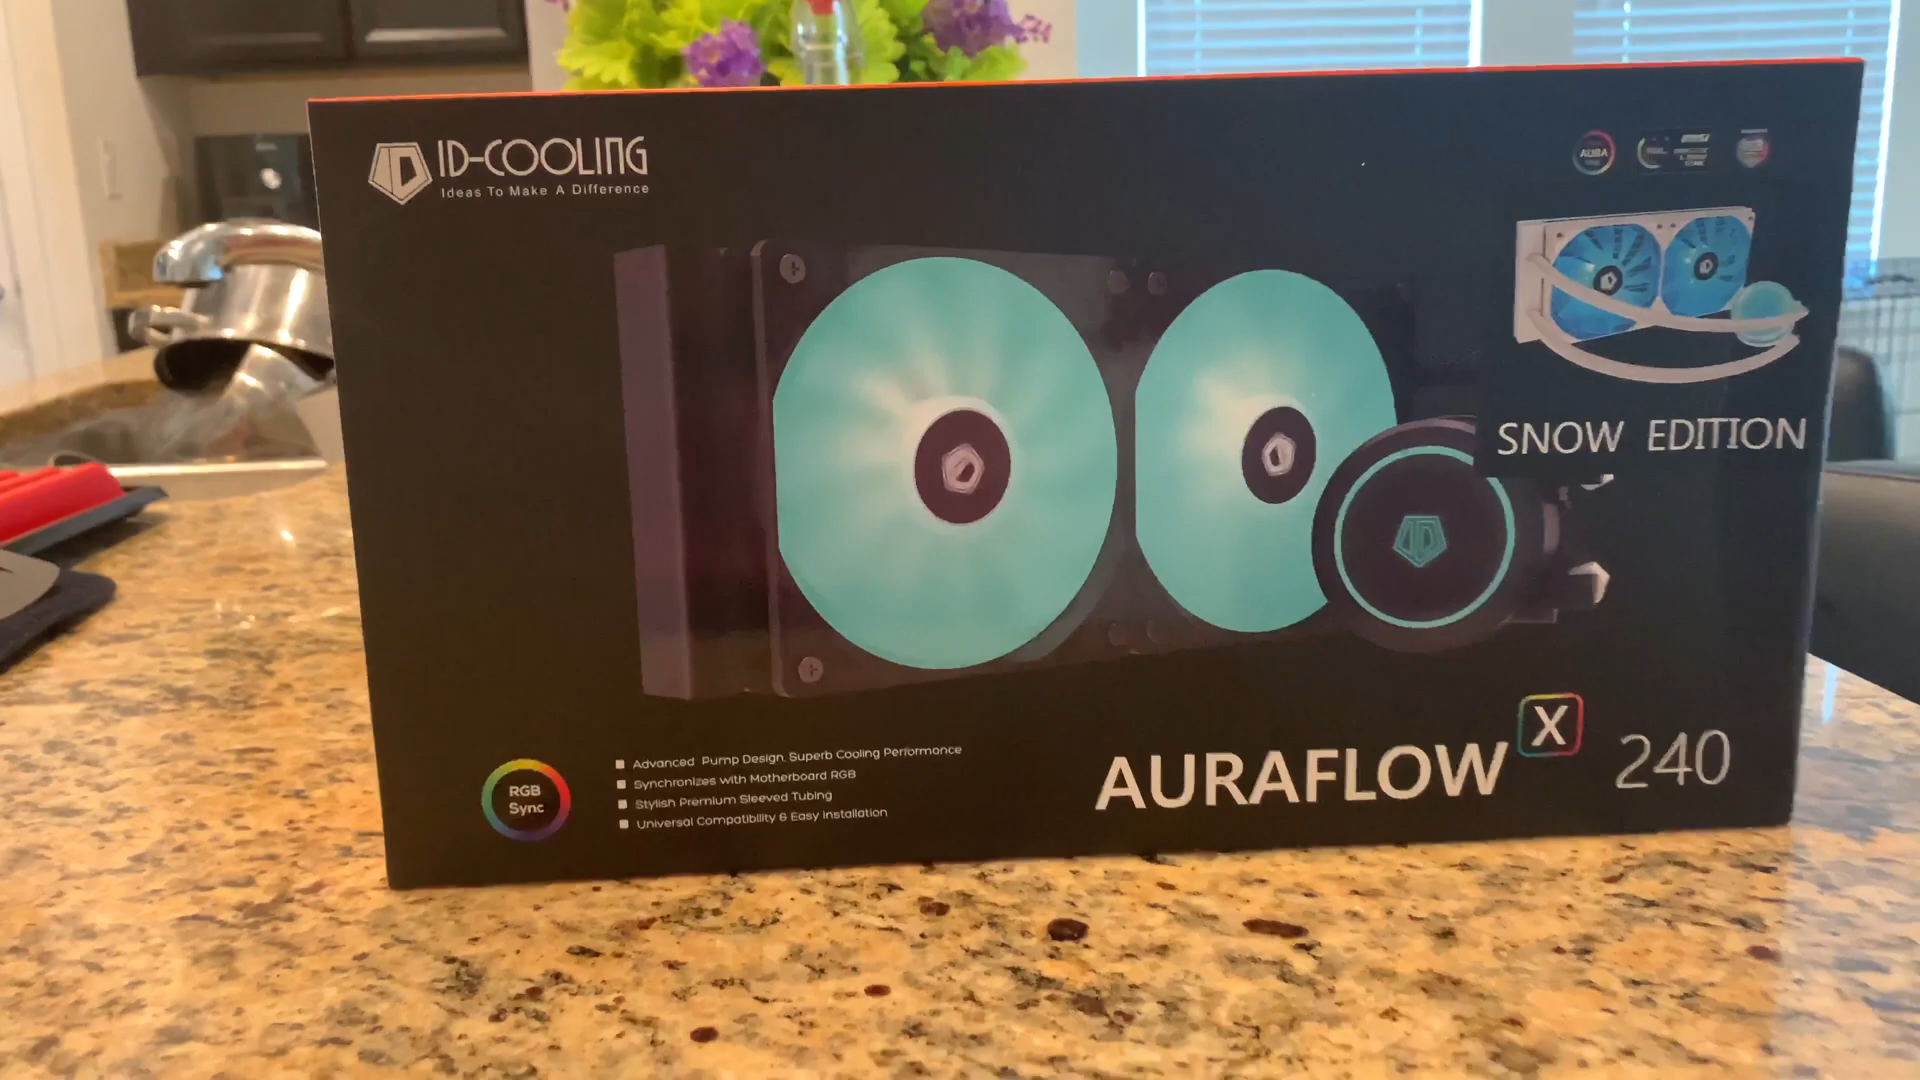 ID-COOLING
Ideas To Make A Difference
AURA
SNOW EDITION
RGB
Sync
Advanced Pump Design, Superb Cooling Performance
Synchronizes with Motherboard RGB
Stylish Premium Sleeved Tubing
Universal Compatibility & Easy Installation
AURAFLOW X 240